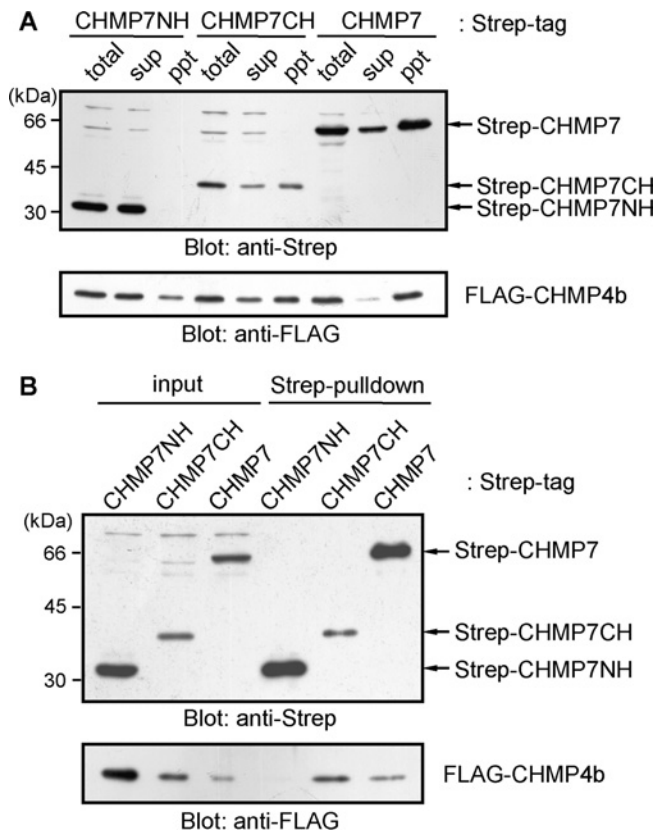 A
CHMP7NH CHMP7CH CHMP7 : Strep-tag
total sup ppt total sup ppt total sup ppt
(kDa)
66
Strep-CHMP7
45
Strep-CHMP7CH
30
Strep-CHMP7NH
Blot: anti-Strep
FLAG-CHMP4b
Blot: anti-FLAG
B
input Strep-pulldown
CHMP7NH CHMP7CH CHMP7 CHMP7NH CHMP7CH CHMP7
: Strep-tag
(kDa)
66
Strep-CHMP7
45
Strep-CHMP7CH
Strep-CHMP7NH
30
Blot: anti-Strep
FLAG-CHMP4b
Blot: anti-FLAG